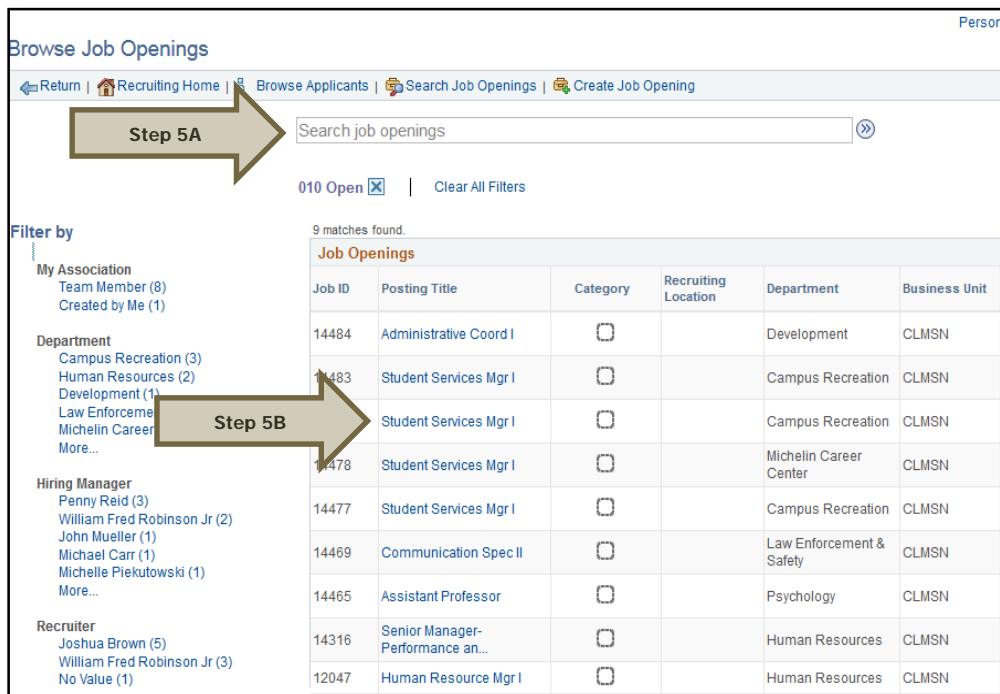 Person
Browse Job Openings
Return | Recruiting Home | Browse Applicants | Search Job Openings | Create Job Opening
Step 5A
Search job openings
010 Open | Clear All Filters
Filter by
My Association
Team Member (8)
Created by Me (1)
Department
Campus Recreation (3)
Human Resources (2)
Development (1)
Law Enforceme
Michelin Career
More...
Hiring Manager
Penny Reid (3)
William Fred Robinson Jr (2)
John Mueller (1)
Michael Carr (1)
Michelle Piekutowski (1)
More...
Recruiter
Joshua Brown (5)
William Fred Robinson Jr (3)
No Value (1)
9 matches found.
Job Openings
Job ID Posting Title Category Recruiting Location Department Business Unit
14484 Administrative Coord I Development CLMSN
Student Services Mgr I Campus Recreation CLMSN
Step 5B
Student Services Mgr I Campus Recreation CLMSN
14478 Student Services Mgr I Michelin Career Center CLMSN
14477 Student Services Mgr I Campus Recreation CLMSN
14469 Communication Spec II Law Enforcement & Safety CLMSN
14465 Assistant Professor Psychology CLMSN
14316 Senior Manager- Performance an... Human Resources CLMSN
12047 Human Resource Mgr I Human Resources CLMSN